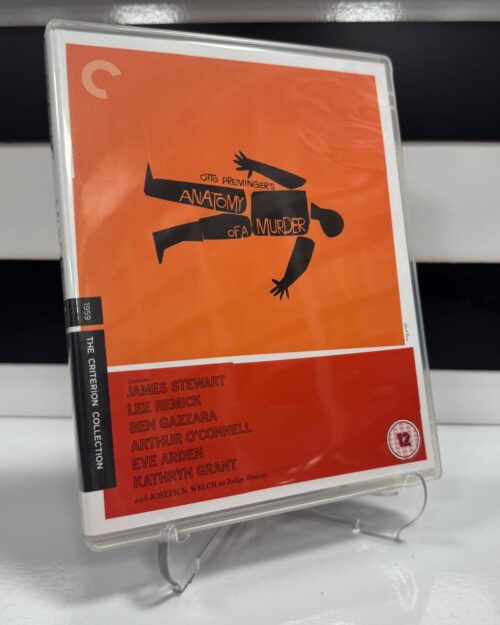 OTTO PREMINGER'S
ANATOMY
OF A MURDER
1959
THE CRITERION COLLECTION
STARRING
JAMES STEWART
LEE REMICK
BEN GAZZARA
ARTHUR O'CONNELL
EVE ARDEN
KATHRYN GRANT
and JOSEPH N. WELCH as Judge Weaver
12